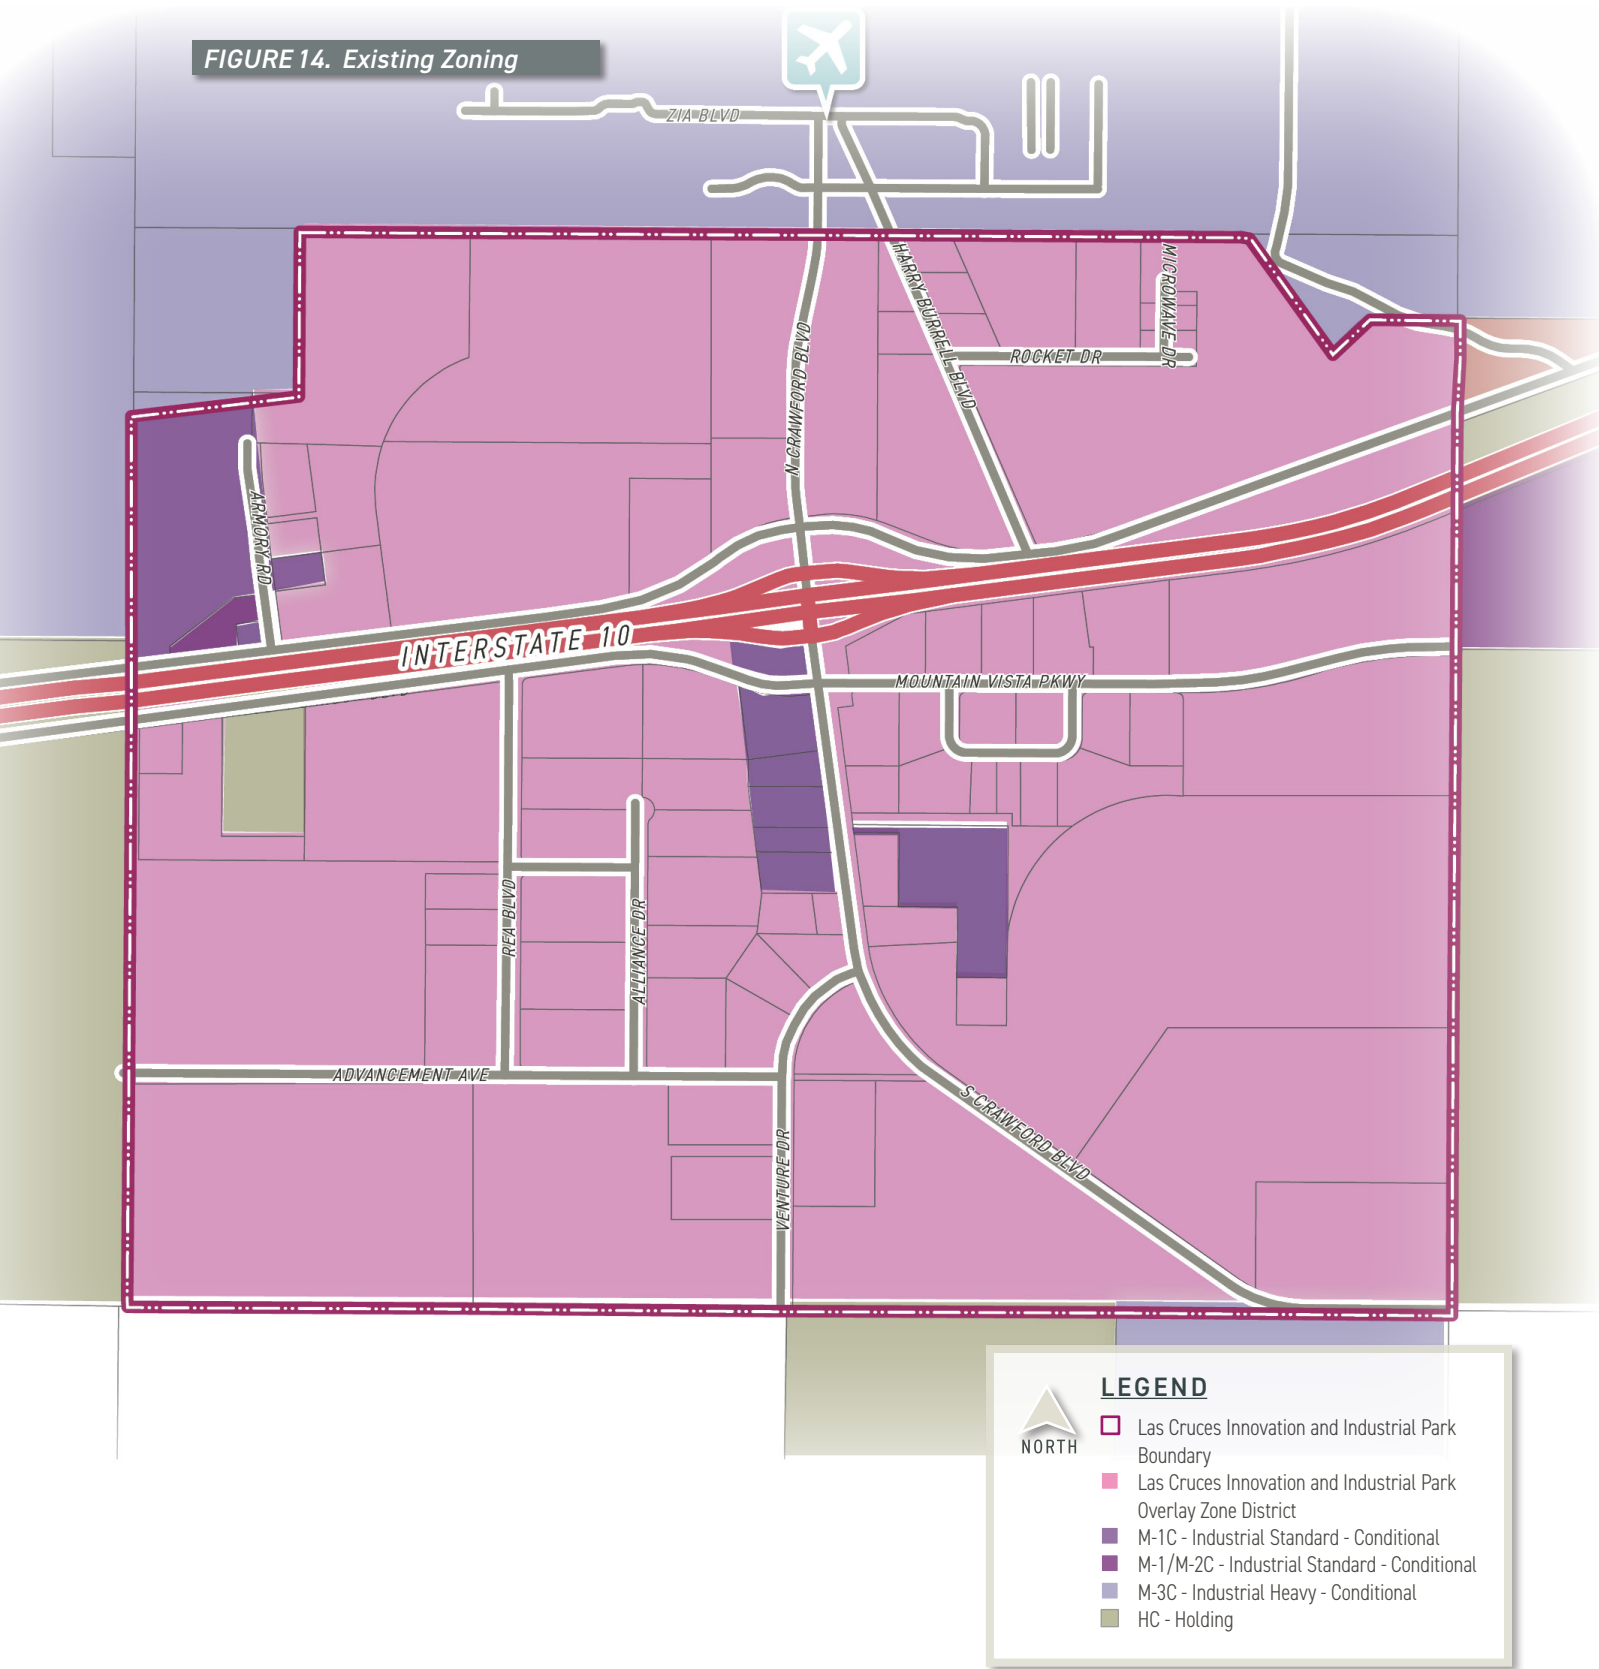 FIGURE 14. Existing Zoning
ZIA BLVD
HARRY BURRELL BLVD
MICROWAVE DR
ROCKET DR
N CRAWFORD BLVD
ARMORY RD
INTERSTATE 10
MOUNTAIN VISTA PKWY
REA BLVD
ALLIANCE DR
ADVANCEMENT AVE
VENTURE DR
S CRAWFORD BLVD
NORTH
LEGEND
Las Cruces Innovation and Industrial Park
Boundary
Las Cruces Innovation and Industrial Park
Overlay Zone District
M-1C - Industrial Standard - Conditional
M-1/M-2C - Industrial Standard - Conditional
M-3C - Industrial Heavy - Conditional
HC - Holding